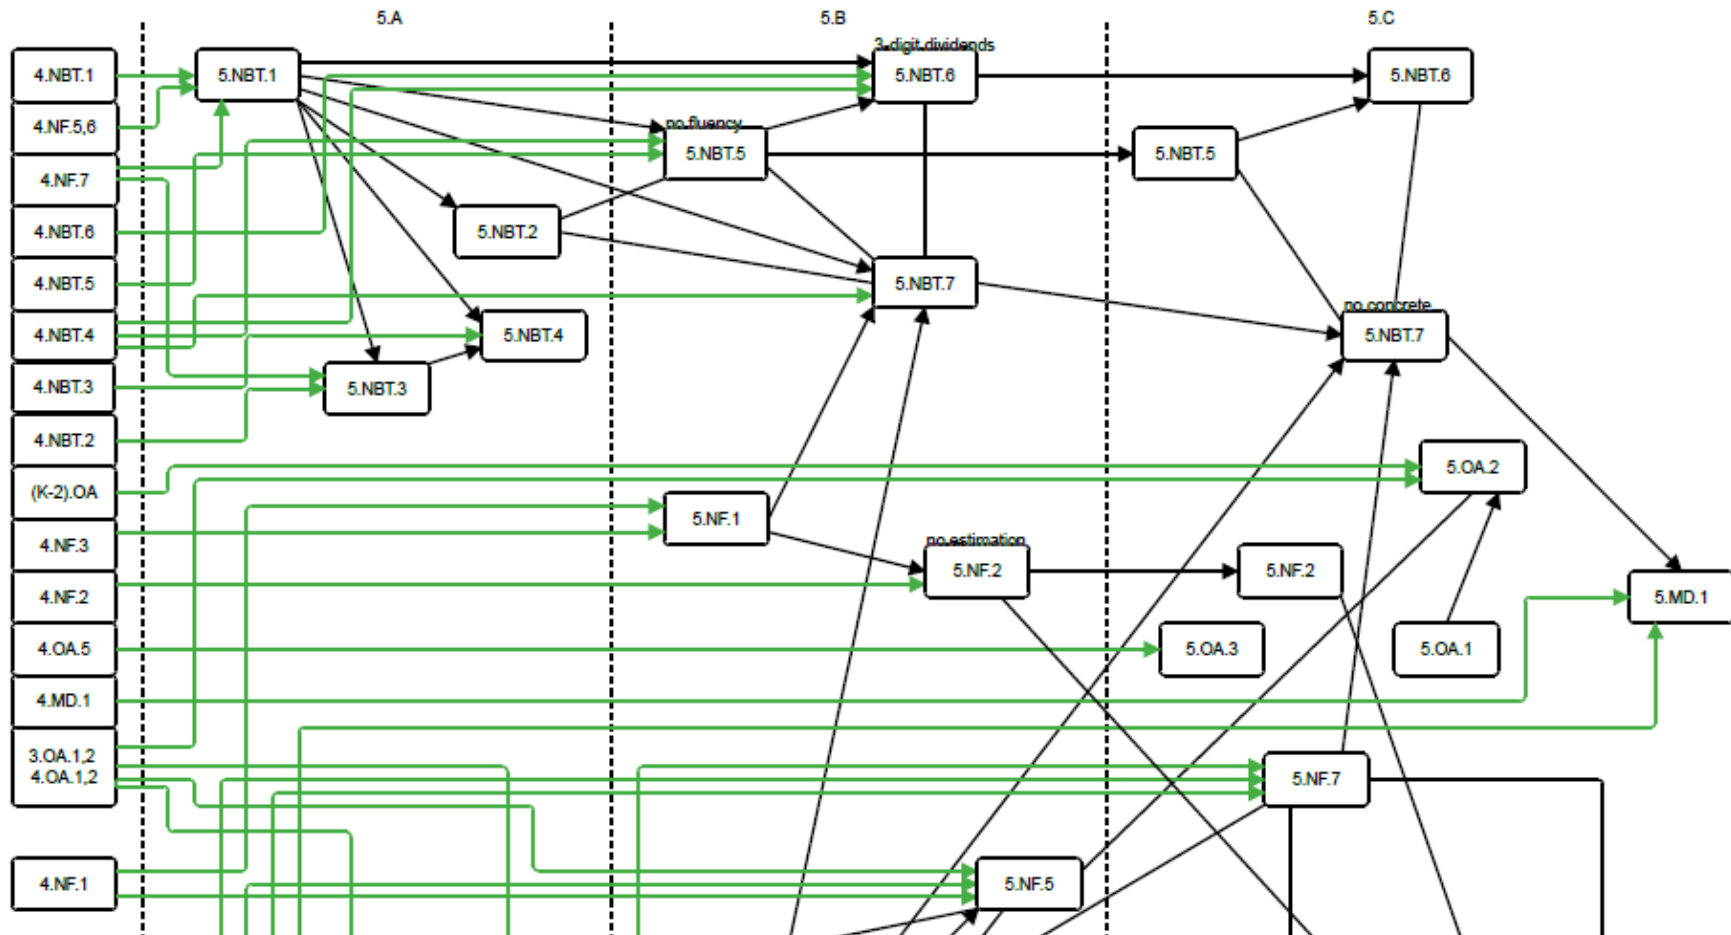 5.A
5.B
5.C
4.NBT.1
4.NF.5,6
4.NF.7
4.NBT.6
4.NBT.5
4.NBT.4
4.NBT.3
4.NBT.2
(K-2).OA
4.NF.3
4.NF.2
4.OA.5
4.MD.1
3.OA.1,2
4.OA.1,2
4.NF.1
5.NBT.1
5.NBT.2
5.NBT.4
5.NBT.3
3-digit dividends
5.NBT.6
no fluency
5.NBT.5
5.NBT.7
5.NF.1
no estimation
5.NF.2
5.NF.5
5.NBT.6
5.NBT.5
no concrete
5.NBT.7
5.OA.2
5.NF.2
5.MD.1
5.OA.3
5.OA.1
5.NF.7